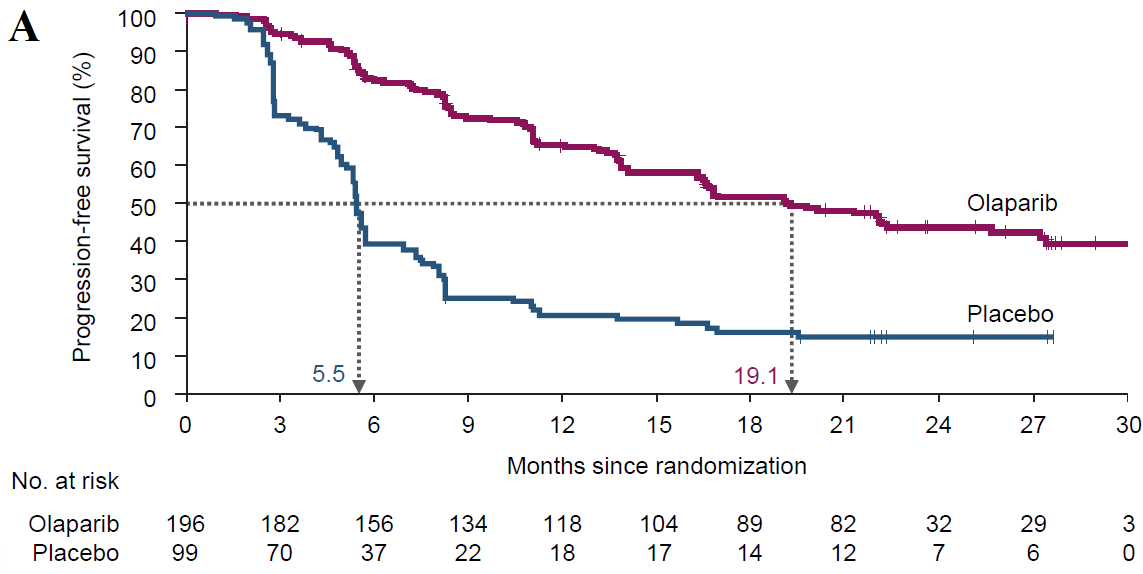 A
Progression-free survival (%)
100
90
80
70
60
50
40
30
20
10
0
Olaparib
Placebo
5.5
19.1
0 3 6 9 12 15 18 21 24 27 30
Months since randomization
No. at risk
Olaparib 196 182 156 134 118 104 89 82 32 29 3
Placebo 99 70 37 22 18 17 14 12 7 6 0